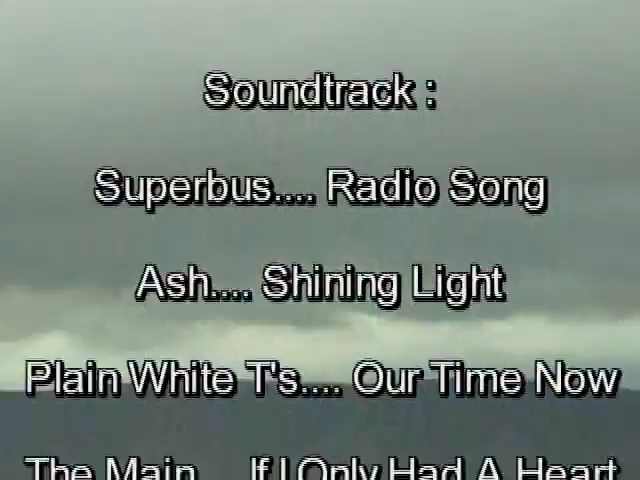 Soundtrack :
Superbus.... Radio Song
Ash.... Shining Light
Plain White T's.... Our Time Now
The Main.... If I Only Had A Heart